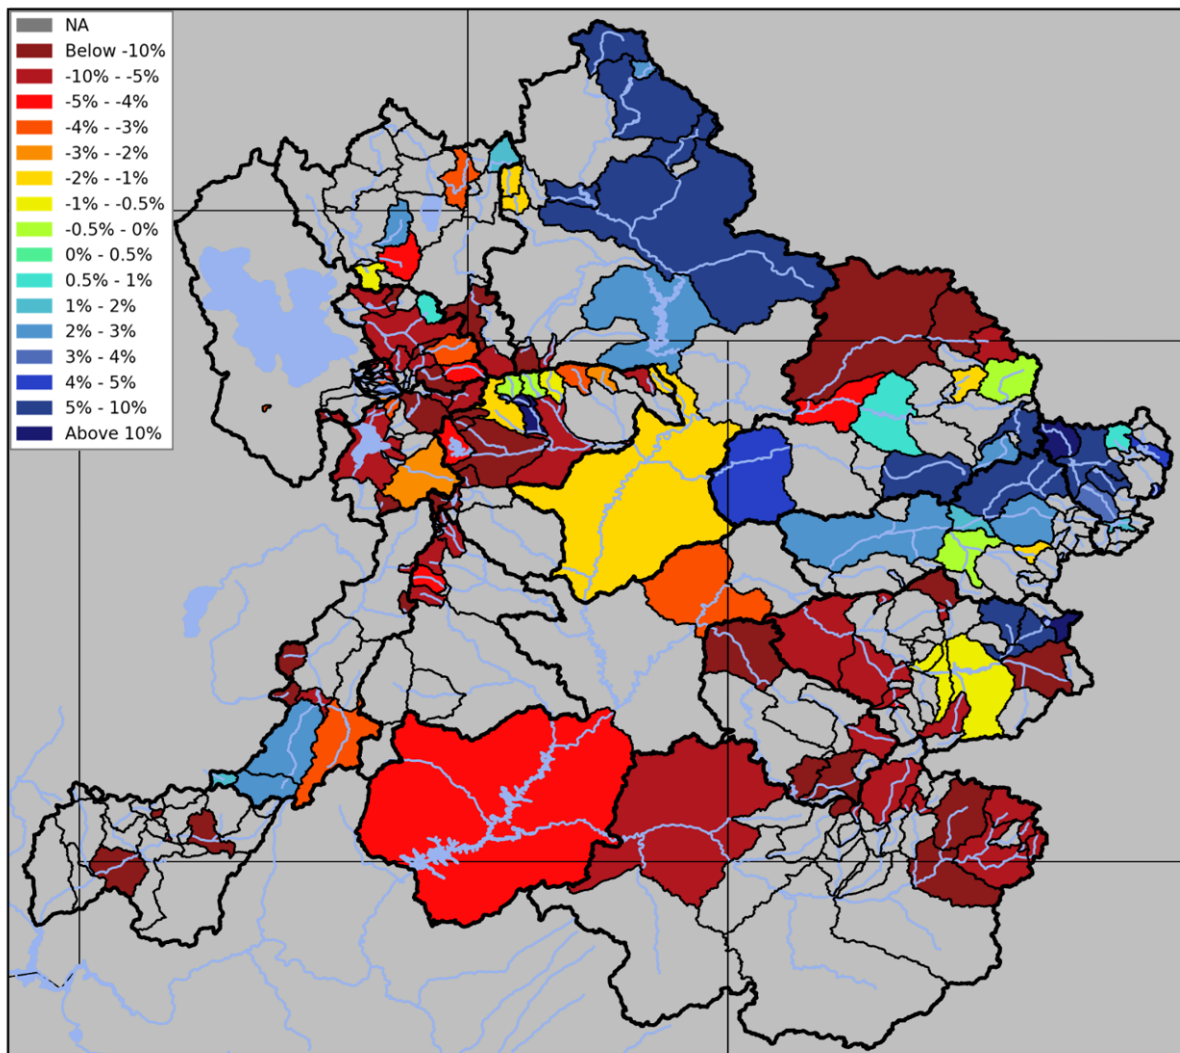 NA
Below -10%
-10% - -5%
-5% - -4%
-4% - -3%
-3% - -2%
-2% - -1%
-1% - -0.5%
-0.5% - 0%
0% - 0.5%
0.5% - 1%
1% - 2%
2% - 3%
3% - 4%
4% - 5%
5% - 10%
Above 10%